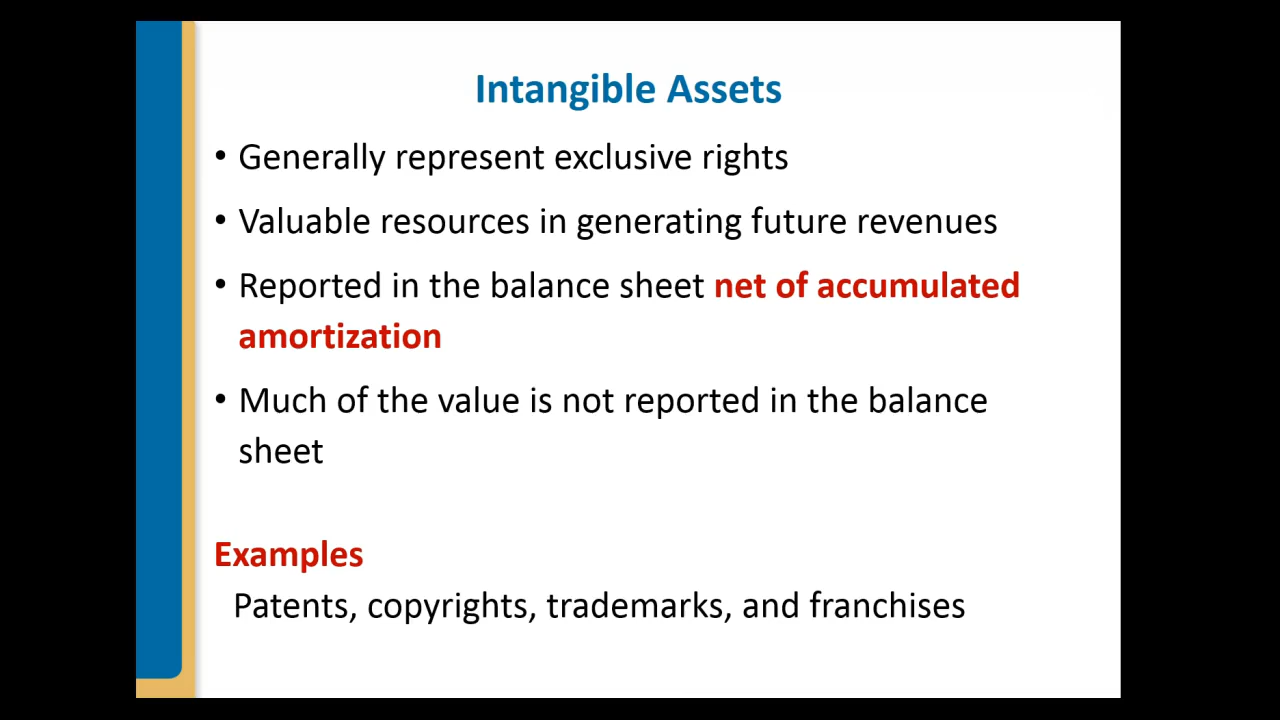 Intangible Assets
• Generally represent exclusive rights
• Valuable resources in generating future revenues
• Reported in the balance sheet net of accumulated
amortization
• Much of the value is not reported in the balance
sheet
Examples
Patents, copyrights, trademarks, and franchises